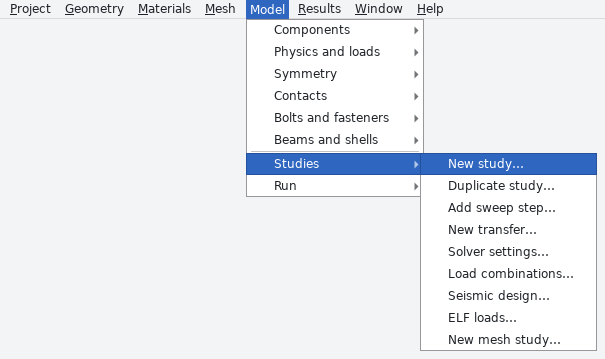 Project Geometry Materials Mesh Model Results Window Help
Components
Physics and loads
Symmetry
Contacts
Bolts and fasteners
Beams and shells
Studies
Run
New study...
Duplicate study...
Add sweep step...
New transfer...
Solver settings...
Load combinations...
Seismic design...
ELF loads...
New mesh study...